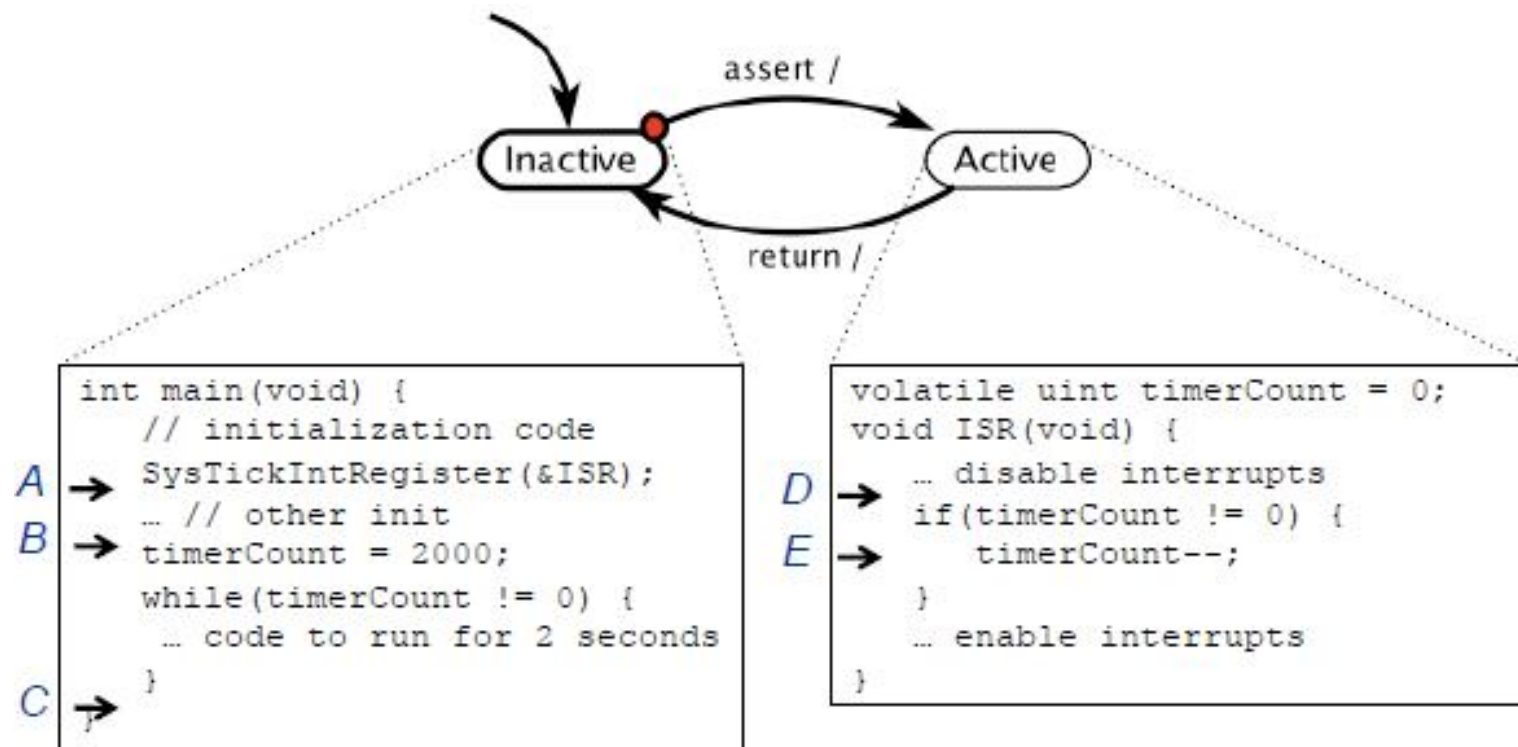 assert /
Inactive
Active
return /
int main(void) {
// initialization code
A → SysTickIntRegister(&ISR);
… // other init
B → timerCount = 2000;
while(timerCount != 0) {
… code to run for 2 seconds
}
C →
}
volatile uint timerCount = 0;
void ISR(void) {
… disable interrupts
D → if(timerCount != 0) {
E → timerCount--;
}
… enable interrupts
}